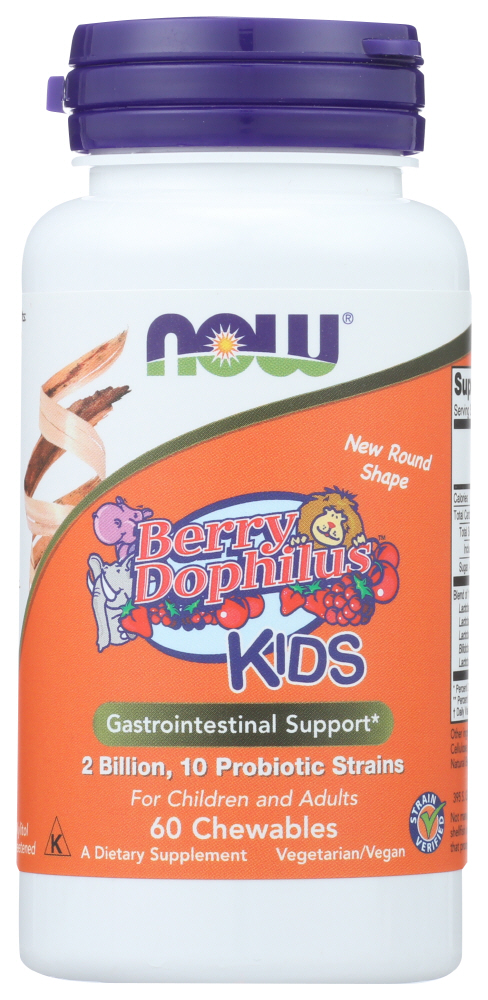 NOW®
New Round
Shape
Berry
Dophilus™
KIDS
Gastrointestinal Support*
2 Billion, 10 Probiotic Strains
For Children and Adults
60 Chewables
A Dietary Supplement Vegetarian/Vegan
K
STRAIN
VERIFIED
Calories